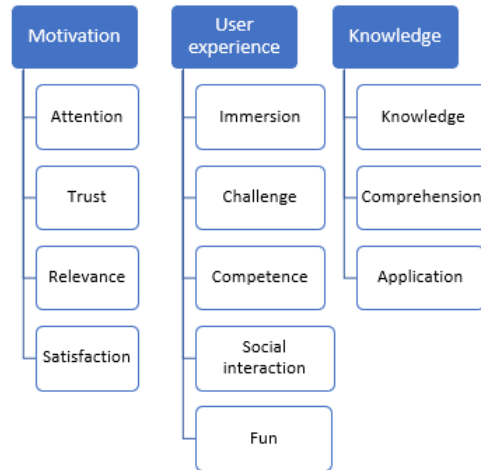 Motivation
Attention
Trust
Relevance
Satisfaction
User
experience
Immersion
Challenge
Competence
Social
interaction
Fun
Knowledge
Knowledge
Comprehension
Application